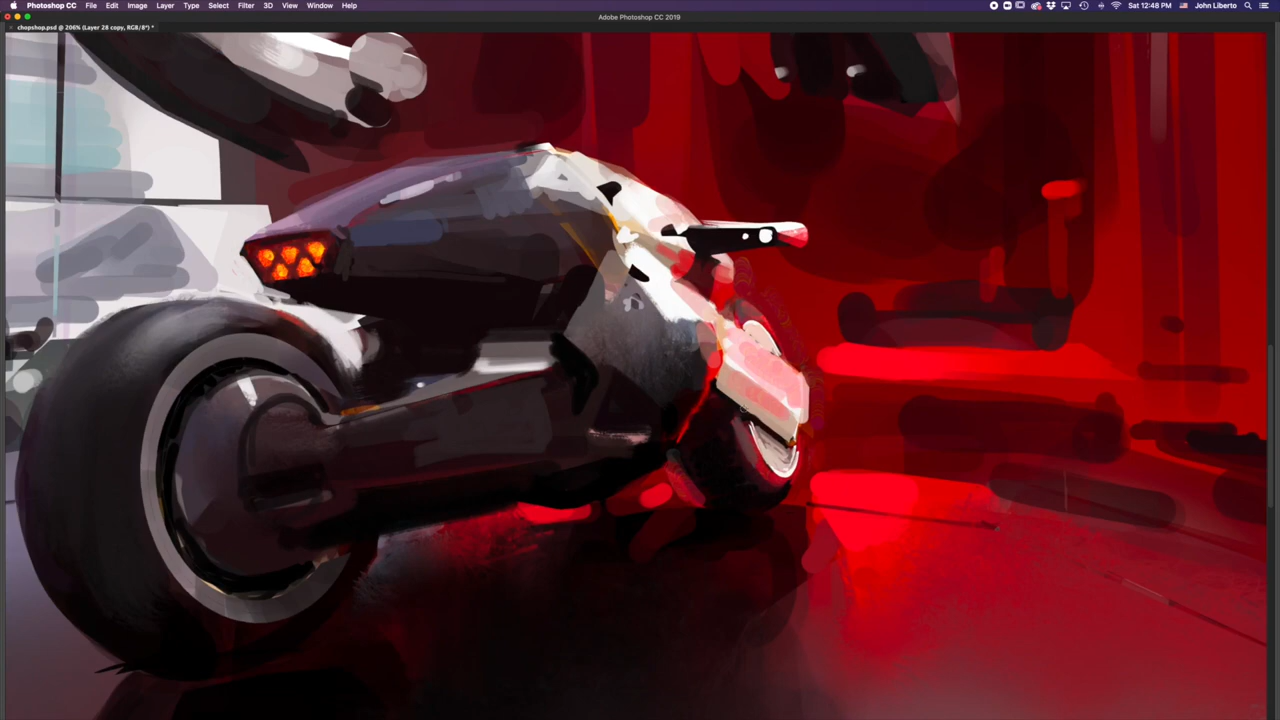 Photoshop CC File Edit Image Layer Type Select Filter 3D View Window Help Sat 12:48 PM John Liberto
Adobe Photoshop CC 2019
chopshop.psd @ 206% (Layer 28 copy, RGB/8*) *